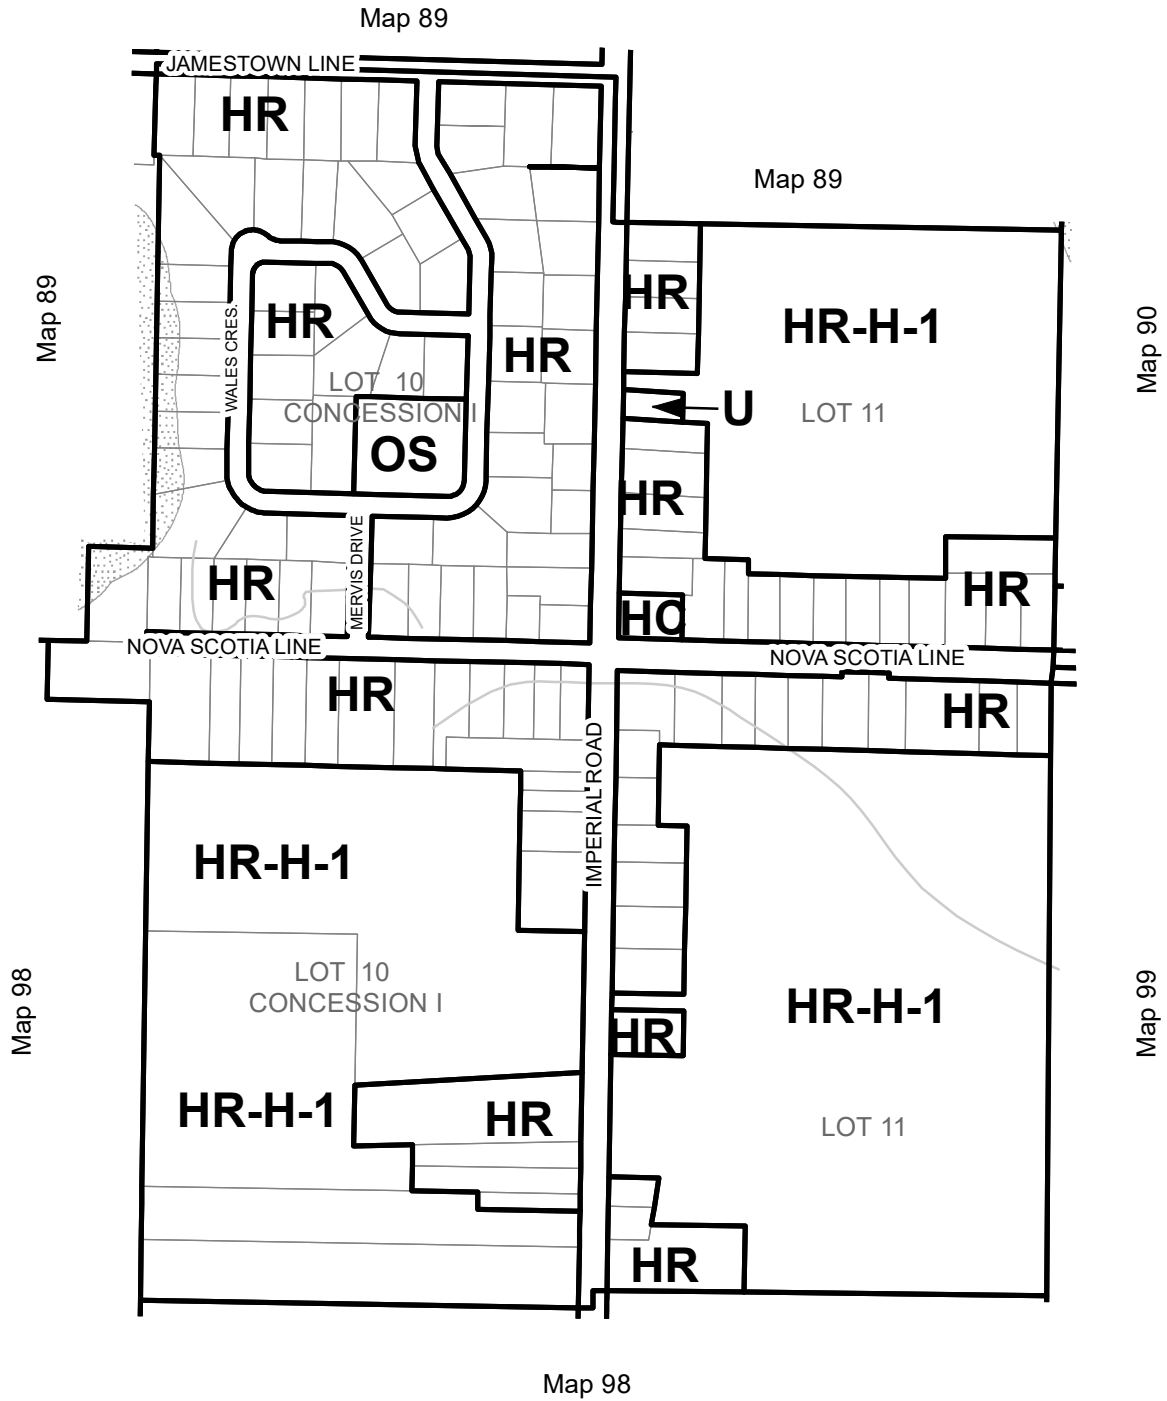 Map 89
JAMESTOWN LINE
HR
Map 89
HR
HR-H-1
Map 89
WALES CRES.
HR
HR
Map 90
LOT 10
CONCESSION I
U
LOT 11
OS
HR
MERVIS DRIVE
HR
HR
HC
NOVA SCOTIA LINE
NOVA SCOTIA LINE
HR
HR
IMPERIAL ROAD
HR-H-1
LOT 10
CONCESSION I
HR-H-1
Map 98
Map 99
HR
HR-H-1
HR
LOT 11
HR
Map 98